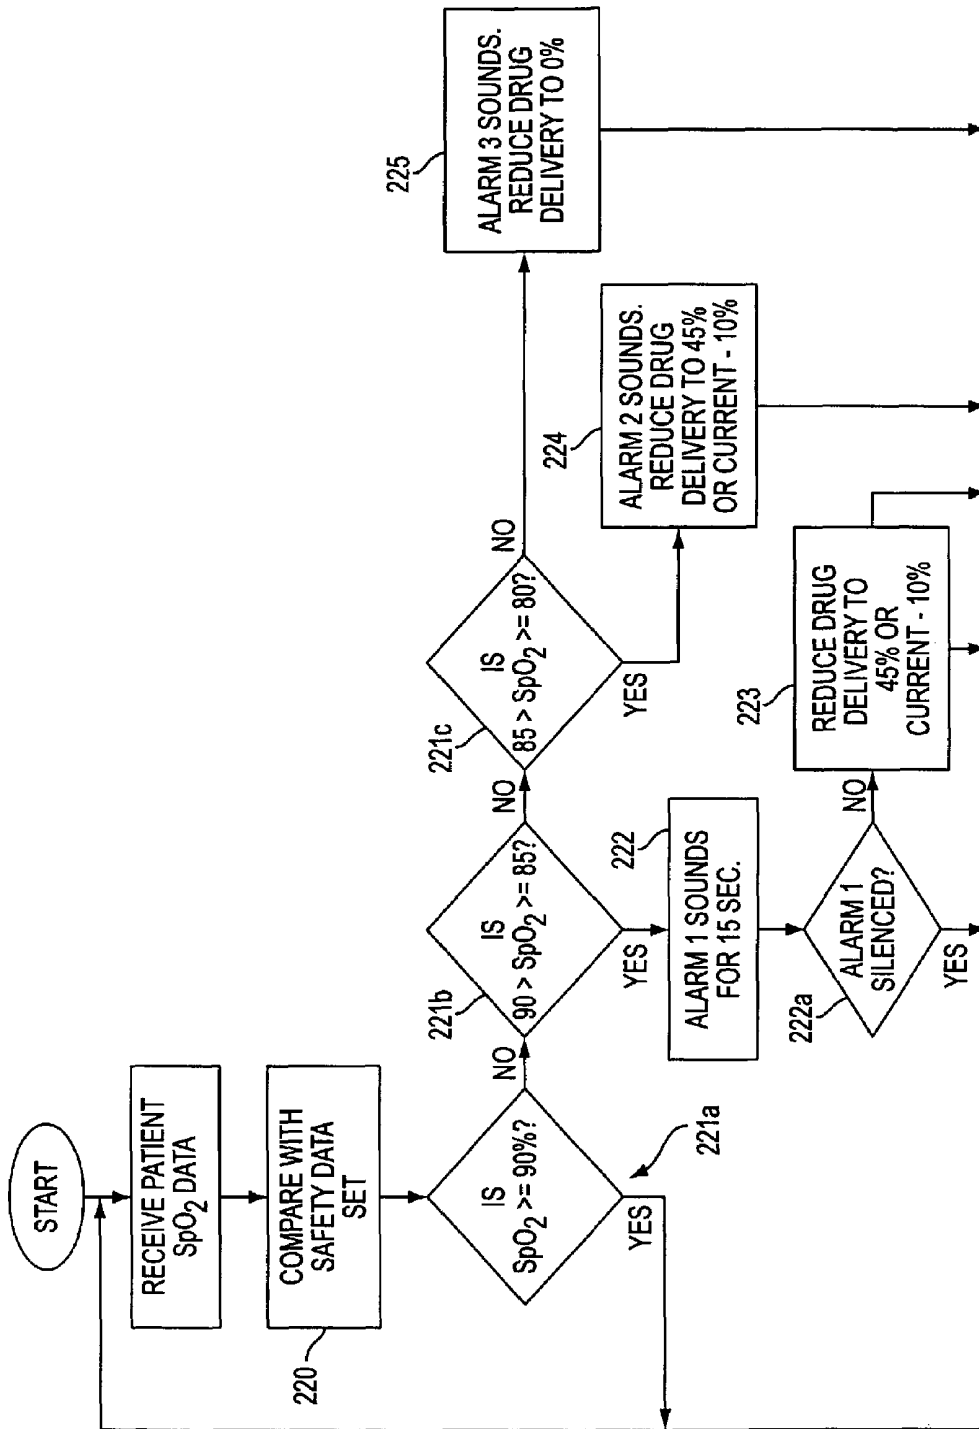 START
RECEIVE PATIENT
SpO2 DATA
COMPARE WITH
SAFETY DATA
SET
220
IS
SpO2 >= 90%?
221a
YES
NO
IS
90 > SpO2 >= 85?
221b
YES
NO
IS
85 > SpO2 >= 80?
221c
YES
NO
ALARM 3 SOUNDS.
REDUCE DRUG
DELIVERY TO 0%
225
ALARM 2 SOUNDS.
REDUCE DRUG
DELIVERY TO 45%
OR CURRENT - 10%
224
ALARM 1 SOUNDS
FOR 15 SEC.
222
ALARM 1
SILENCED?
222a
YES
NO
REDUCE DRUG
DELIVERY TO
45% OR
CURRENT - 10%
223